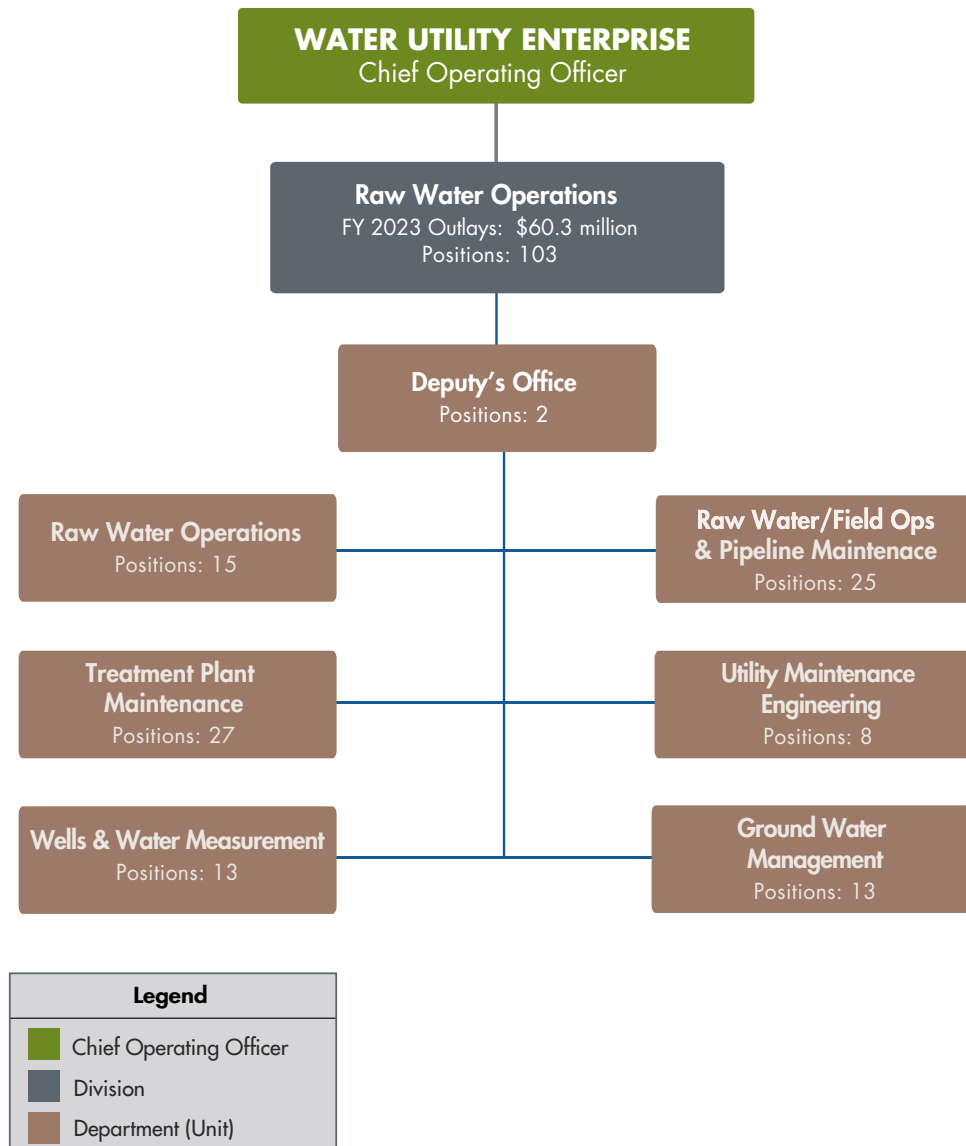 WATER UTILITY ENTERPRISE
Chief Operating Officer
Raw Water Operations
FY 2023 Outlays: $60.3 million
Positions: 103
Deputy’s Office
Positions: 2
Raw Water Operations
Positions: 15
Raw Water/Field Ops
& Pipeline Maintenace
Positions: 25
Treatment Plant
Maintenance
Positions: 27
Utility Maintenance
Engineering
Positions: 8
Wells & Water Measurement
Positions: 13
Ground Water
Management
Positions: 13
Legend
Chief Operating Officer
Division
Department (Unit)